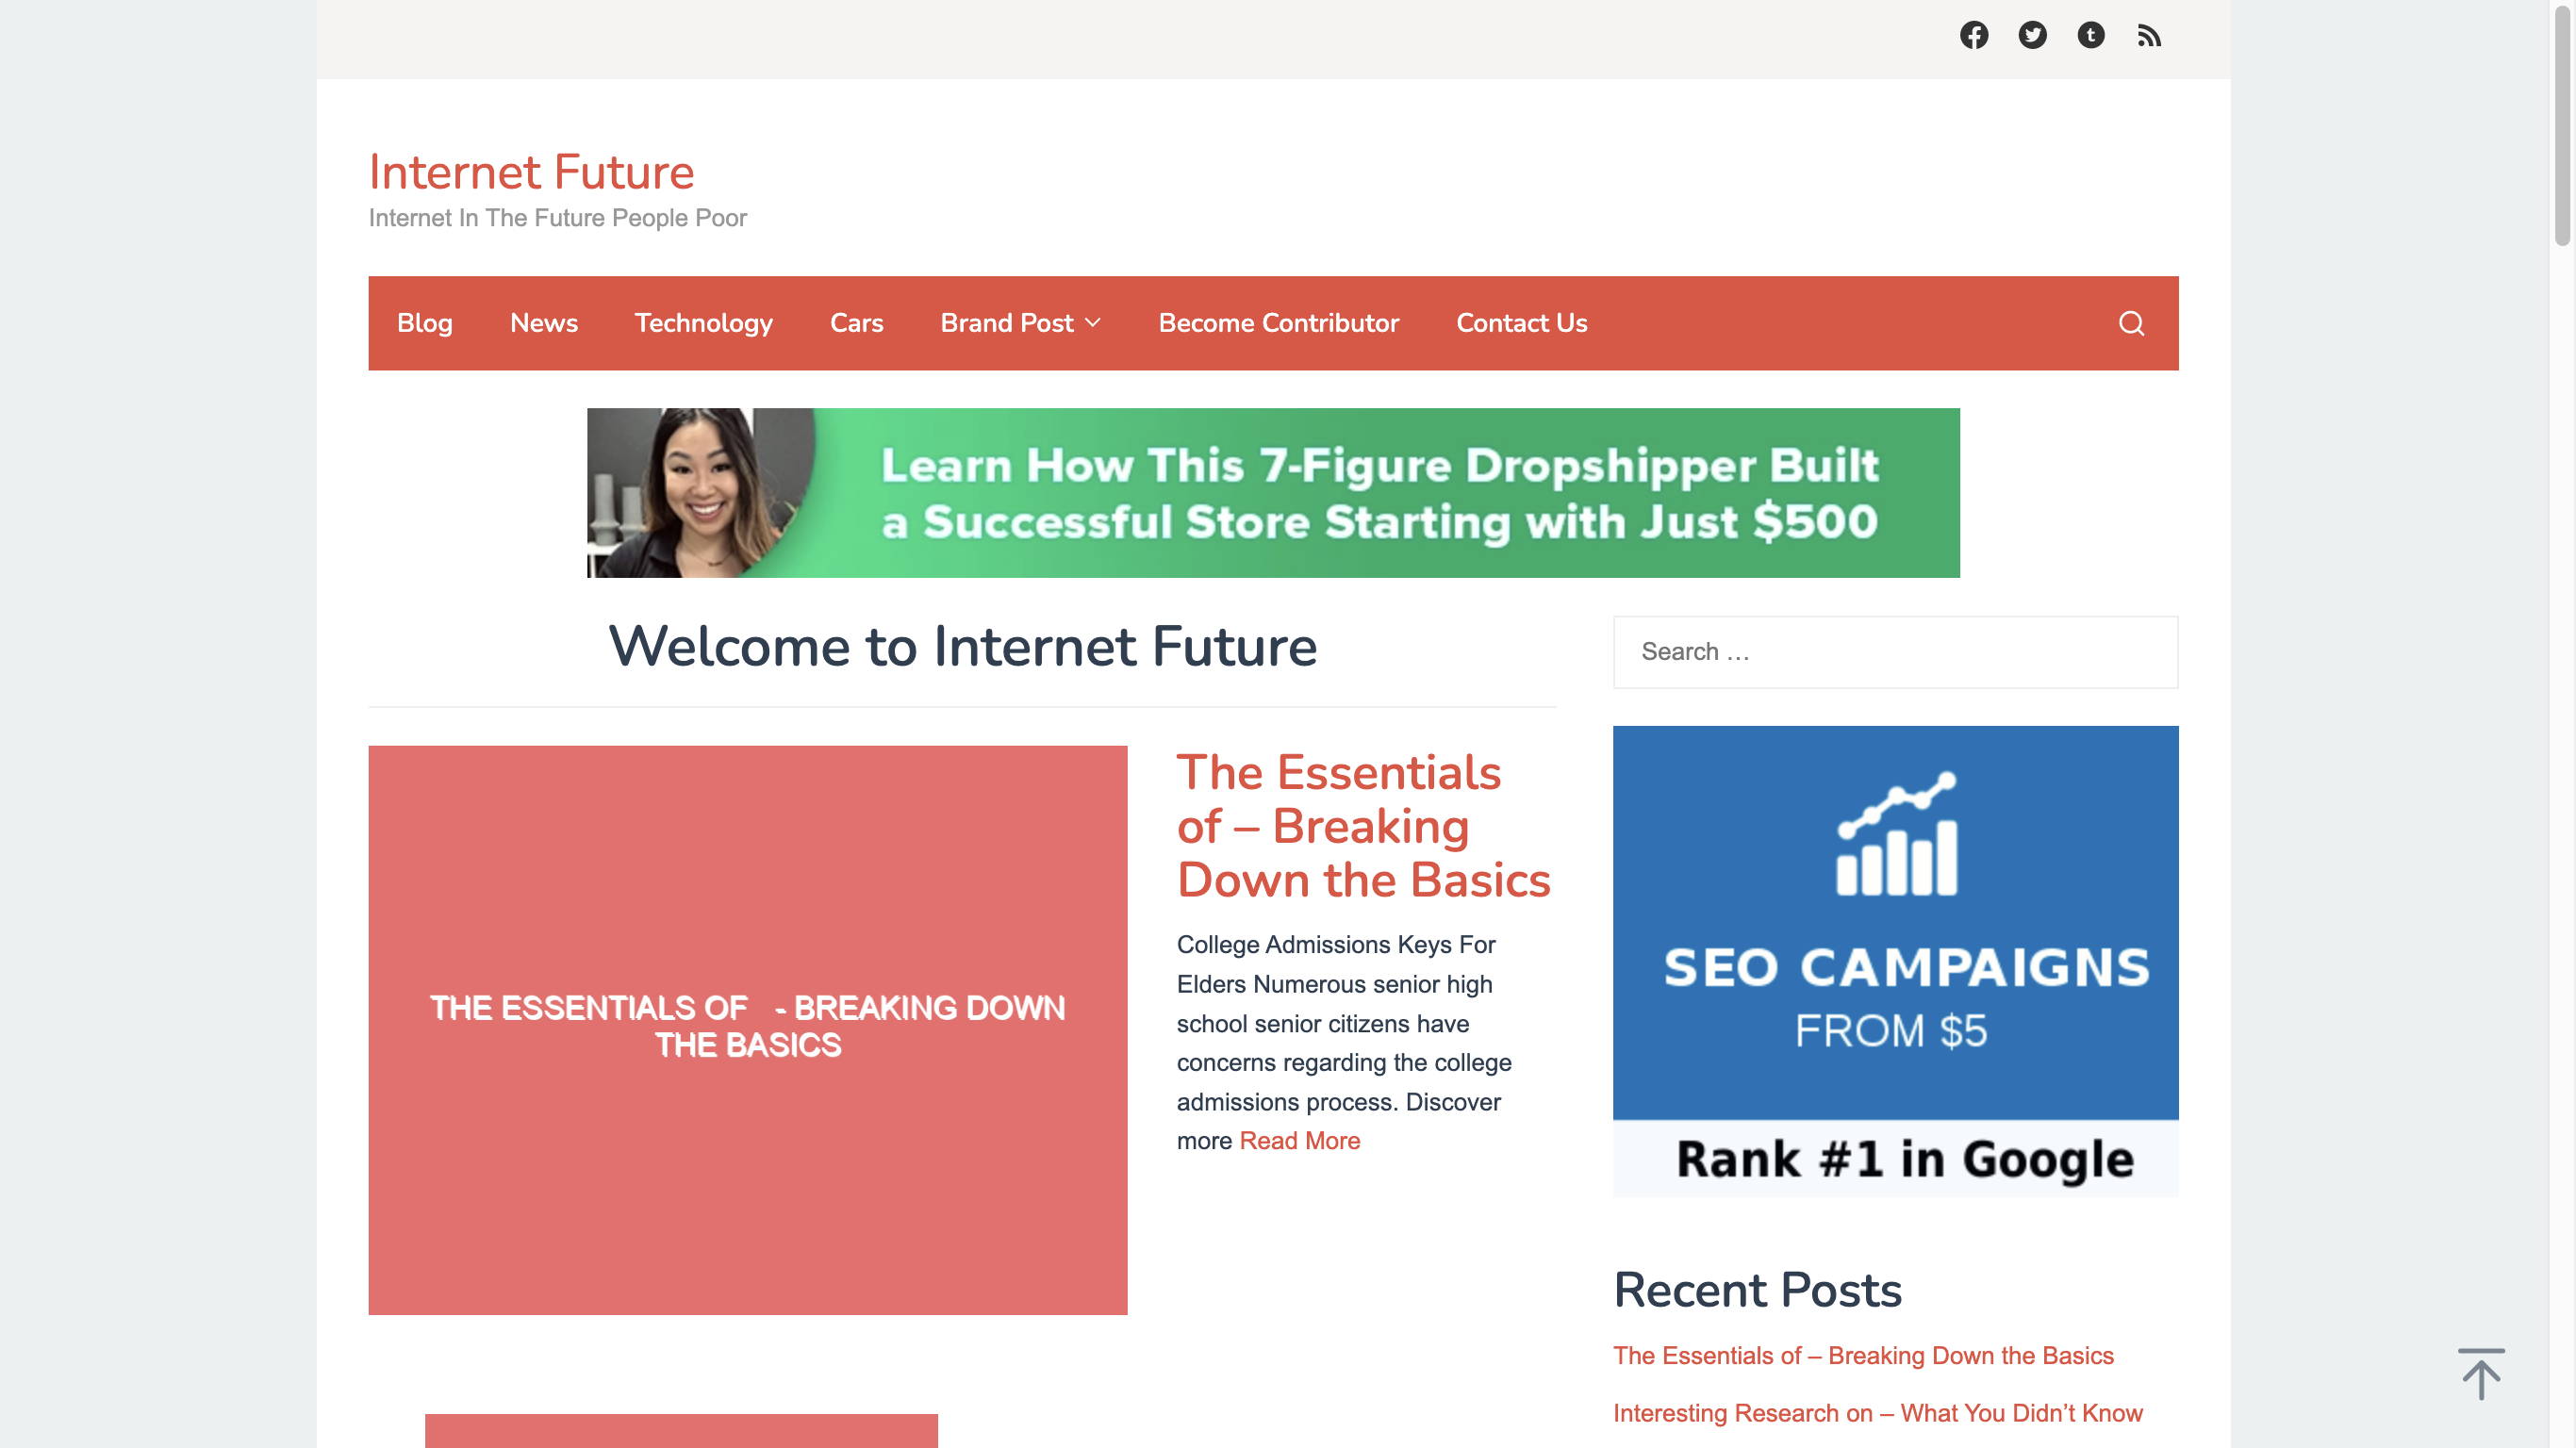 Internet Future
Internet In The Future People Poor
Blog
News
Technology
Cars
Brand Post
Become Contributor
Contact Us
Learn How This 7-Figure Dropshipper Built
a Successful Store Starting with Just $500
Welcome to Internet Future
THE ESSENTIALS OF - BREAKING DOWN
THE BASICS
The Essentials
of – Breaking
Down the Basics
College Admissions Keys For
Elders Numerous senior high
school senior citizens have
concerns regarding the college
admissions process. Discover
more Read More
Search …
SEO CAMPAIGNS
FROM $5
Rank #1 in Google
Recent Posts
The Essentials of – Breaking Down the Basics
Interesting Research on – What You Didn’t Know